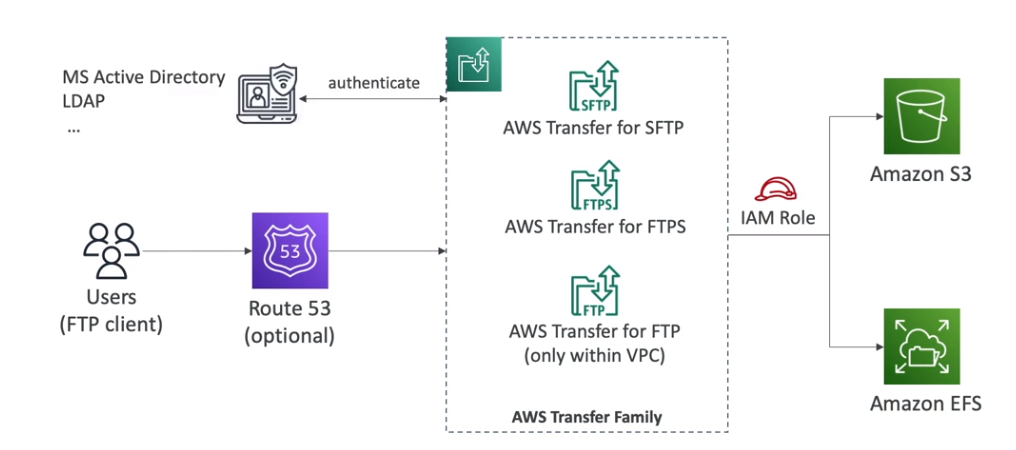 MS Active Directory
LDAP
...
authenticate
Users
(FTP client)
53
Route 53
(optional)
SFTP
AWS Transfer for SFTP
FTPS
AWS Transfer for FTPS
FTP
AWS Transfer for FTP
(only within VPC)
AWS Transfer Family
IAM Role
Amazon S3
Amazon EFS